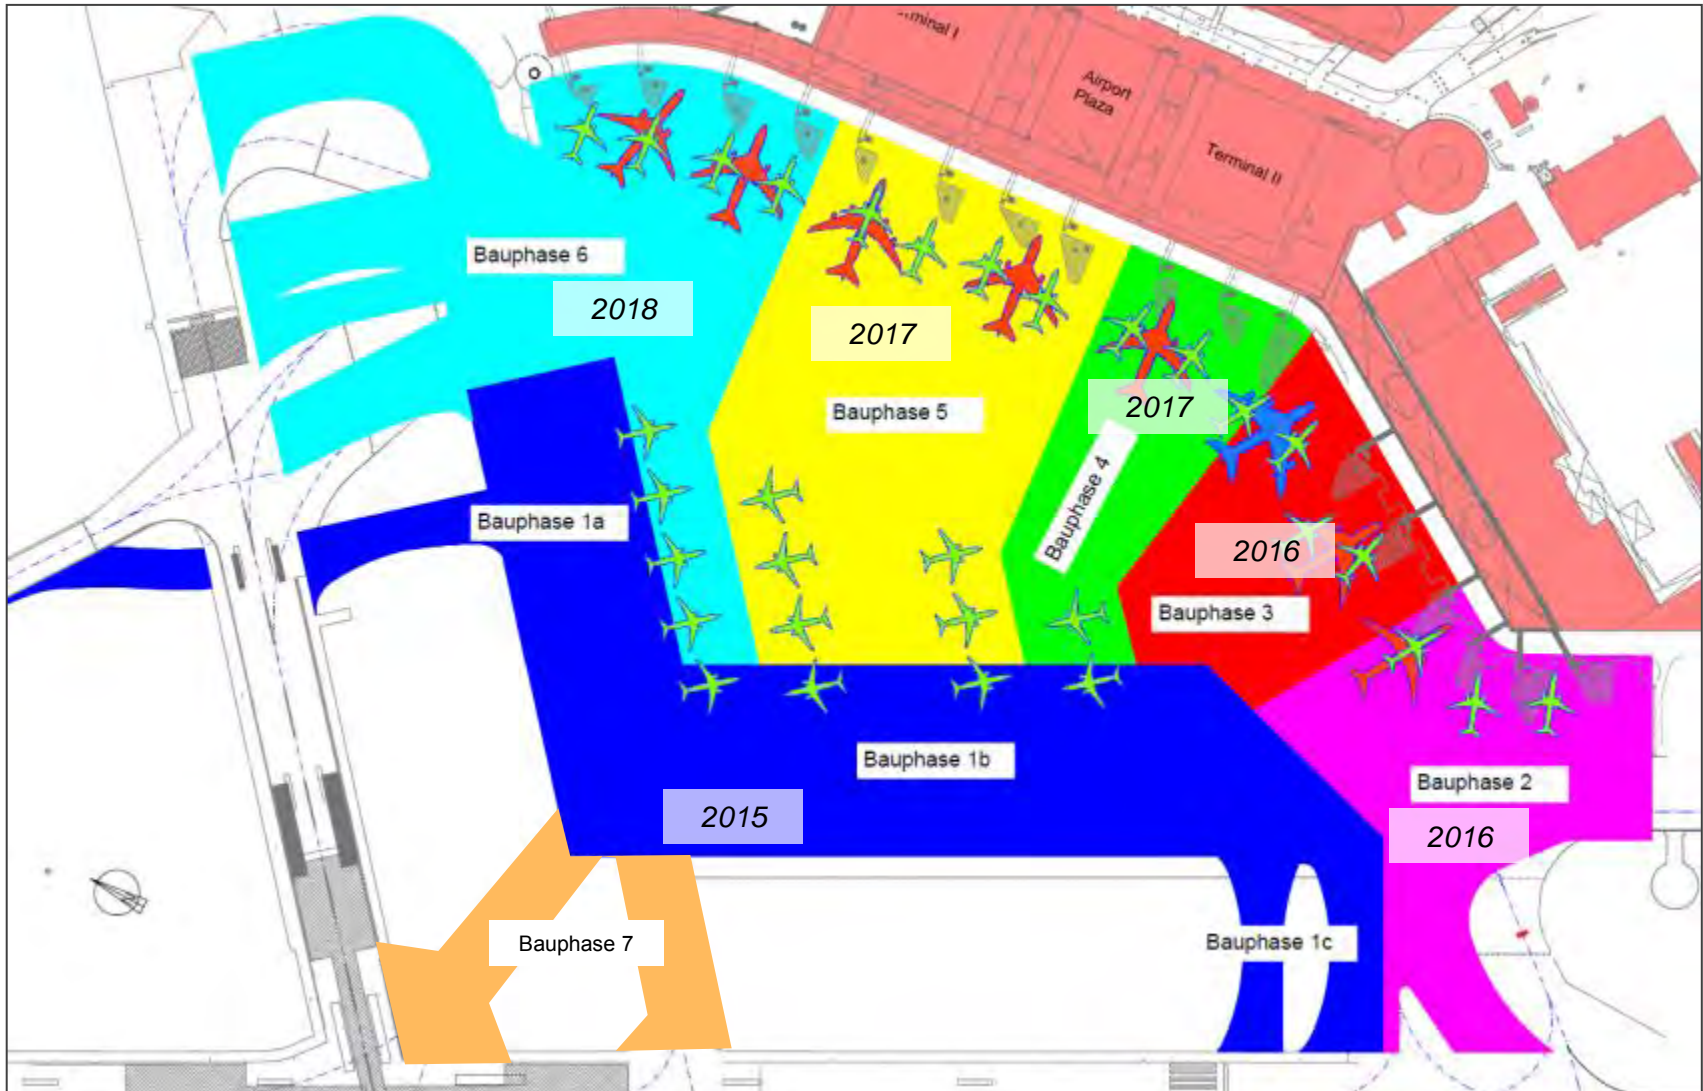 Terminal I
Airport
Plaza
Terminal II
Bauphase 6
2018
2017
Bauphase 5
2017
Bauphase 4
Bauphase 1a
2016
Bauphase 3
Bauphase 1b
Bauphase 2
2015
2016
Bauphase 7
Bauphase 1c